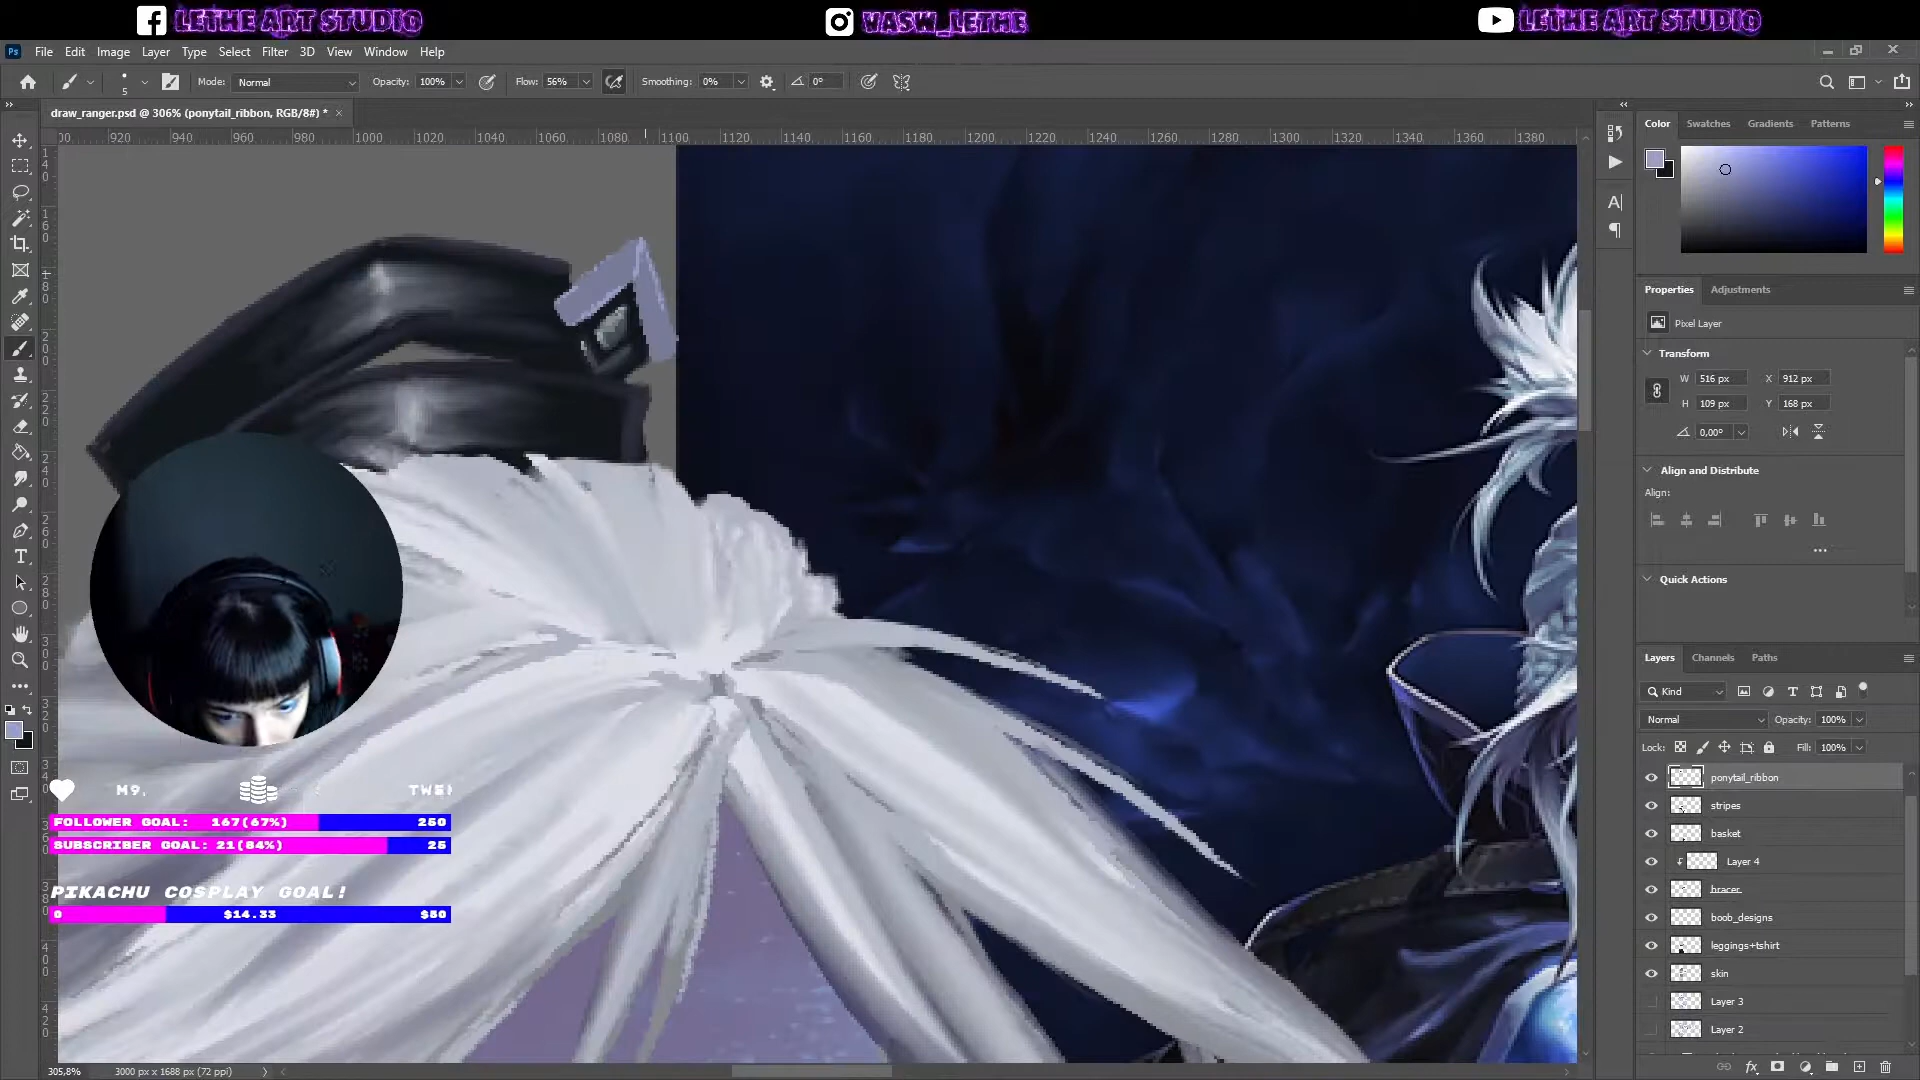 LETHE ART STUDIO
VASW_LETHE
LETHE ART STUDIO
Ps File Edit Image Layer Type Select Filter 3D View Window Help
5 Mode: Normal Opacity: 100% Flow: 56% Smoothing: 0% 0°
draw_ranger.psd @ 306% (ponytail_ribbon, RGB/8#) * ×
00 920 940 960 980 1000 1020 1040 1060 1080 1100 1120 1140 1160 1180 1200 1220 1240 1260 1280 1300 1320 1340 1360 1380
Color Swatches Gradients Patterns
Properties Adjustments
Pixel Layer
Transform
W 516 px X 912 px
H 109 px Y 168 px
0,00°
Align and Distribute
Align:
Quick Actions
Layers Channels Paths
Kind
Normal Opacity: 100%
Lock: Fill: 100%
ponytail_ribbon
stripes
basket
Layer 4
bracer
boob_designs
leggings+tshirt
skin
Layer 3
Layer 2
M9.
FOLLOWER GOAL: 167(67%) 250
SUBSCRIBER GOAL: 21(84%) 25
PIKACHU COSPLAY GOAL!
0 $14.33 $50
305,8% 3000 px x 1688 px (72 ppi)